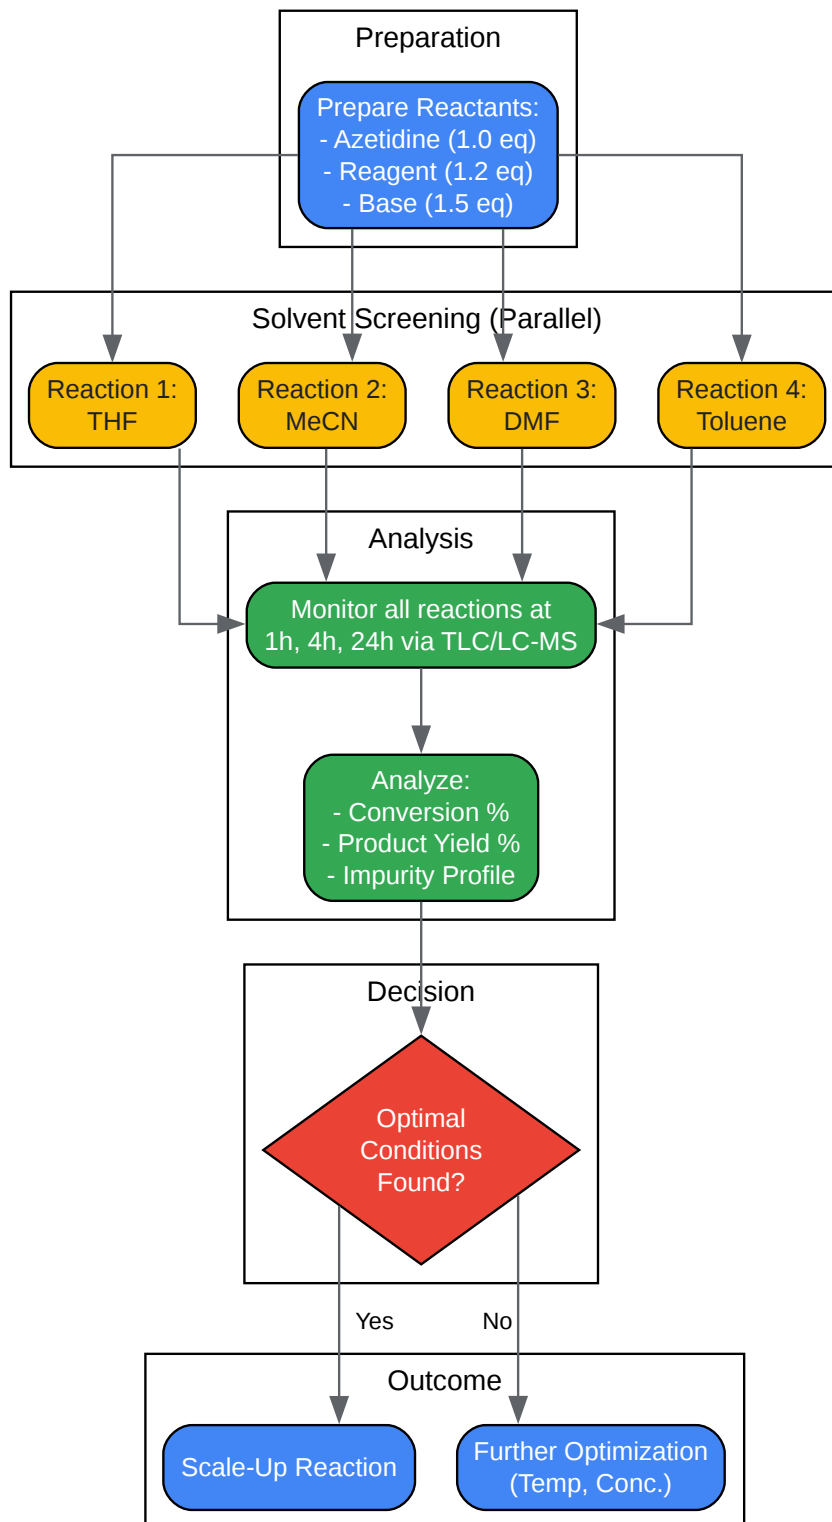 Preparation
Prepare Reactants:
- Azetidine (1.0 eq)
- Reagent (1.2 eq)
- Base (1.5 eq)
Solvent Screening (Parallel)
Reaction 1:
THF
Reaction 2:
MeCN
Reaction 3:
DMF
Reaction 4:
Toluene
Analysis
Monitor all reactions at
1h, 4h, 24h via TLC/LC-MS
Analyze:
- Conversion %
- Product Yield %
- Impurity Profile
Decision
Optimal
Conditions
Found?
Yes
No
Outcome
Scale-Up Reaction
Further Optimization
(Temp, Conc.)